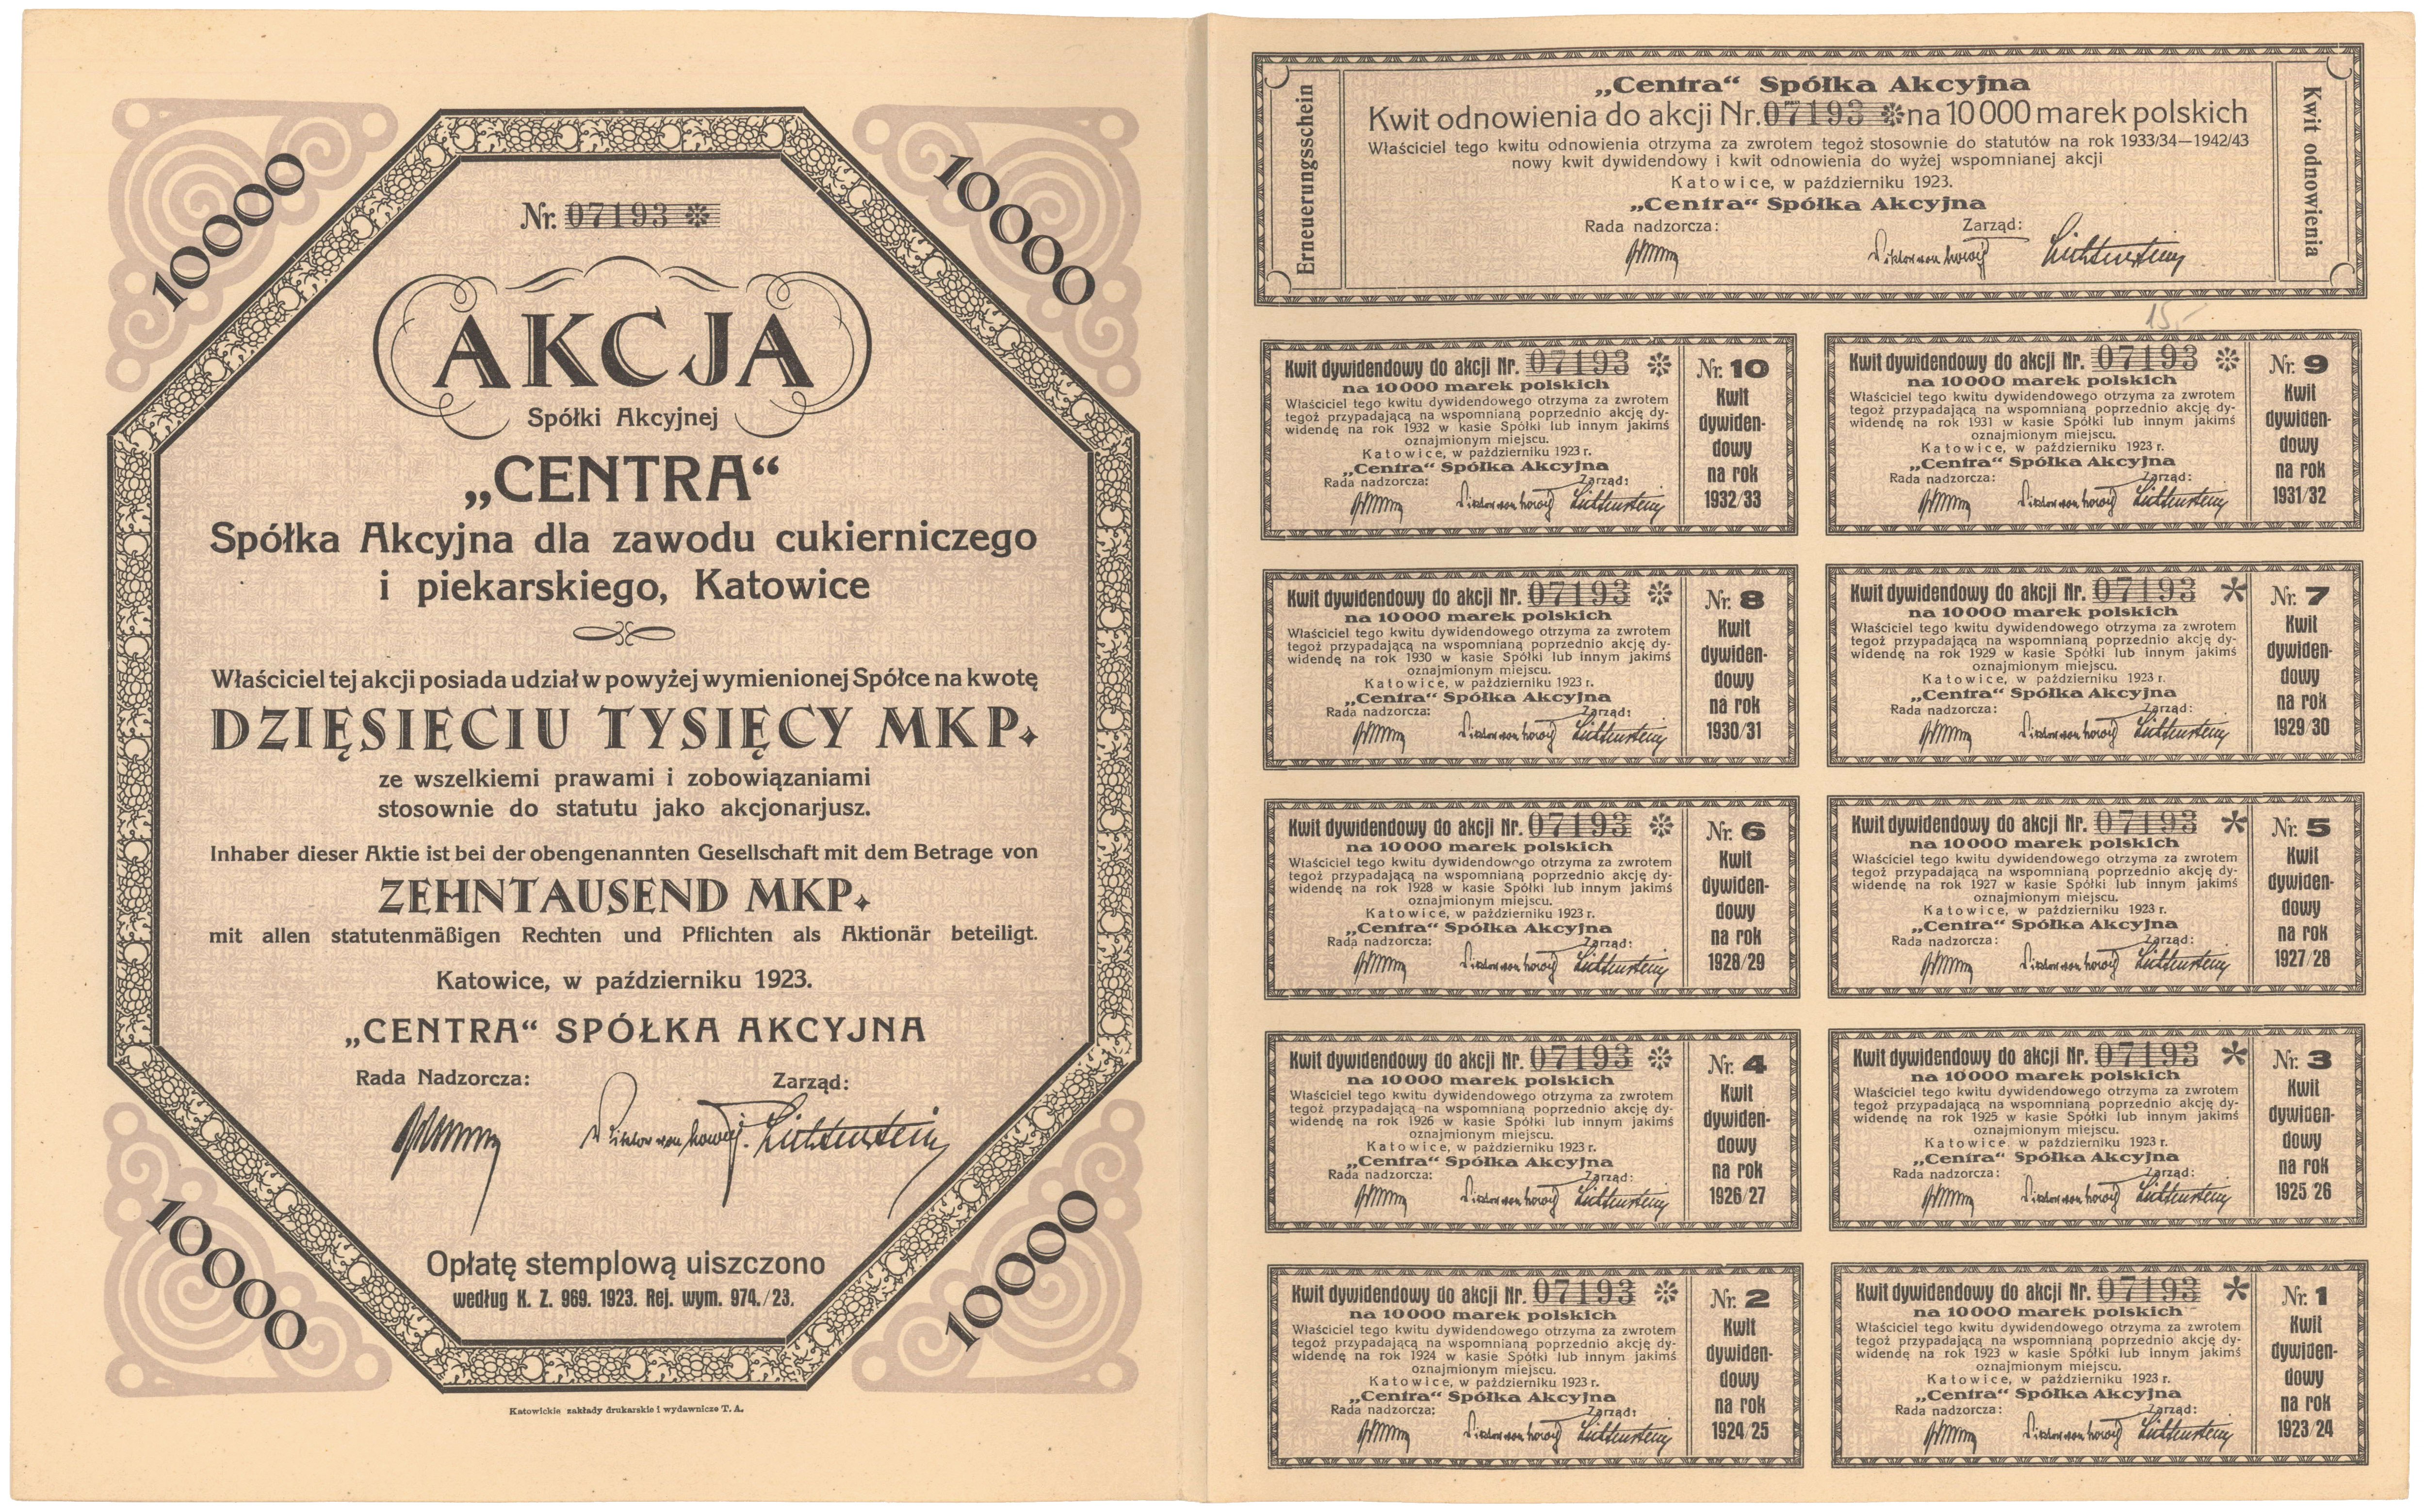 10000
10000
Nr. 07193
AKCJA
Spółki Akcyjnej
„CENTRA“
Spółka Akcyjna dla zawodu cukierniczego
i piekarskiego, Katowice
Właściciel tej akcji posiada udział w powyżej wymienionej Spółce na kwotę
DZIĘSIECIU TYSIĘCY MKP.
ze wszelkiemi prawami i zobowiązaniami
stosownie do statutu jako akcjonarjusz.
Inhaber dieser Aktie ist bei der obengenannten Gesellschaft mit dem Betrage von
ZEHNTAUSEND MKP.
mit allen statutenmäßigen Rechten und Pflichten als Aktionär beteiligt.
Katowice, w październiku 1923.
„CENTRA“ SPÓŁKA AKCYJNA
Rada Nadzorcza: Zarząd:
Lichtenstein
Opłatę stemplową uiszczono
według K. Z. 969. 1923. Rej. wym. 974./23.
10000
10000
Katowickie zakłady drukarskie i wydawnicze T. A.
Erneuerungsschein
„Centra“ Spółka Akcyjna
Kwit odnowienia do akcji Nr. 07193 na 10000 marek polskich
Właściciel tego kwitu odnowienia otrzyma za zwrotem tegoż stosownie do statutów na rok 1933/34—1942/43
nowy kwit dywidendowy i kwit odnowienia do wyżej wspomnianej akcji
Katowice, w październiku 1923.
„Centra“ Spółka Akcyjna
Rada nadzorcza: Zarząd:
Lichtenstein
Kwit odnowienia
15,-
Kwit dywidendowy do akcji Nr. 07193
na 10000 marek polskich
Właściciel tego kwitu dywidendowego otrzyma za zwrotem
tegoż przypadającą na wspomnianą poprzednio akcję dy-
widendę na rok 1932 w kasie Spółki lub innym jakimś
oznajmionym miejscu.
Katowice, w październiku 1923 r.
„Centra“ Spółka Akcyjna
Rada nadzorcza: Zarząd:
Lichtenstein
Nr. 10
Kwit
dywiden-
dowy
na rok
1932/33
Kwit dywidendowy do akcji Nr. 07193
na 10000 marek polskich
Właściciel tego kwitu dywidendowego otrzyma za zwrotem
tegoż przypadającą na wspomnianą poprzednio akcję dy-
widendę na rok 1931 w kasie Spółki lub innym jakimś
oznajmionym miejscu.
Katowice, w październiku 1923 r.
„Centra“ Spółka Akcyjna
Rada nadzorcza: Zarząd:
Lichtenstein
Nr. 9
Kwit
dywiden-
dowy
na rok
1931/32
Kwit dywidendowy do akcji Nr. 07193
na 10000 marek polskich
Właściciel tego kwitu dywidendowego otrzyma za zwrotem
tegoż przypadającą na wspomnianą poprzednio akcję dy-
widendę na rok 1930 w kasie Spółki lub innym jakimś
oznajmionym miejscu.
Katowice, w październiku 1923 r.
„Centra“ Spółka Akcyjna
Rada nadzorcza: Zarząd:
Lichtenstein
Nr. 8
Kwit
dywiden-
dowy
na rok
1930/31
Kwit dywidendowy do akcji Nr. 07193
na 10000 marek polskich
Właściciel tego kwitu dywidendowego otrzyma za zwrotem
tegoż przypadającą na wspomnianą poprzednio akcję dy-
widendę na rok 1929 w kasie Spółki lub innym jakimś
oznajmionym miejscu.
Katowice, w październiku 1923 r.
„Centra“ Spółka Akcyjna
Rada nadzorcza: Zarząd:
Lichtenstein
Nr. 7
Kwit
dywiden-
dowy
na rok
1929/30
Kwit dywidendowy do akcji Nr. 07193
na 10000 marek polskich
Właściciel tego kwitu dywidendowego otrzyma za zwrotem
tegoż przypadającą na wspomnianą poprzednio akcję dy-
widendę na rok 1928 w kasie Spółki lub innym jakimś
oznajmionym miejscu.
Katowice, w październiku 1923 r.
„Centra“ Spółka Akcyjna
Rada nadzorcza: Zarząd:
Lichtenstein
Nr. 6
Kwit
dywiden-
dowy
na rok
1928/29
Kwit dywidendowy do akcji Nr. 07193
na 10000 marek polskich
Właściciel tego kwitu dywidendowego otrzyma za zwrotem
tegoż przypadającą na wspomnianą poprzednio akcję dy-
widendę na rok 1927 w kasie Spółki lub innym jakimś
oznajmionym miejscu.
Katowice, w październiku 1923 r.
„Centra“ Spółka Akcyjna
Rada nadzorcza: Zarząd:
Lichtenstein
Nr. 5
Kwit
dywiden-
dowy
na rok
1927/28
Kwit dywidendowy do akcji Nr. 07193
na 10000 marek polskich
Właściciel tego kwitu dywidendowego otrzyma za zwrotem
tegoż przypadającą na wspomnianą poprzednio akcję dy-
widendę na rok 1926 w kasie Spółki lub innym jakimś
oznajmionym miejscu.
Katowice, w październiku 1923 r.
„Centra“ Spółka Akcyjna
Rada nadzorcza: Zarząd:
Lichtenstein
Nr. 4
Kwit
dywiden-
dowy
na rok
1926/27
Kwit dywidendowy do akcji Nr. 07193
na 10000 marek polskich
Właściciel tego kwitu dywidendowego otrzyma za zwrotem
tegoż przypadającą na wspomnianą poprzednio akcję dy-
widendę na rok 1925 w kasie Spółki lub innym jakimś
oznajmionym miejscu.
Katowice, w październiku 1923 r.
„Centra“ Spółka Akcyjna
Rada nadzorcza: Zarząd:
Lichtenstein
Nr. 3
Kwit
dywiden-
dowy
na rok
1925/26
Kwit dywidendowy do akcji Nr. 07193
na 10000 marek polskich
Właściciel tego kwitu dywidendowego otrzyma za zwrotem
tegoż przypadającą na wspomnianą poprzednio akcję dy-
widendę na rok 1924 w kasie Spółki lub innym jakimś
oznajmionym miejscu.
Katowice, w październiku 1923 r.
„Centra“ Spółka Akcyjna
Rada nadzorcza: Zarząd:
Lichtenstein
Nr. 2
Kwit
dywiden-
dowy
na rok
1924/25
Kwit dywidendowy do akcji Nr. 07193
na 10000 marek polskich
Właściciel tego kwitu dywidendowego otrzyma za zwrotem
tegoż przypadającą na wspomnianą poprzednio akcję dy-
widendę na rok 1923 w kasie Spółki lub innym jakimś
oznajmionym miejscu.
Katowice, w październiku 1923 r.
„Centra“ Spółka Akcyjna
Rada nadzorcza: Zarząd:
Lichtenstein
Nr. 1
Kwit
dywiden-
dowy
na rok
1923/24